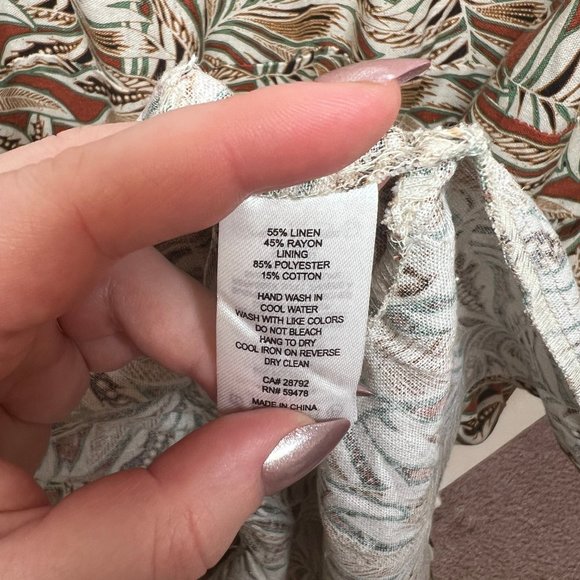 55% LINEN
45% RAYON
LINING
85% POLYESTER
15% COTTON
HAND WASH IN
COOL WATER
WASH WITH LIKE COLORS
DO NOT BLEACH
HANG TO DRY
COOL IRON ON REVERSE
DRY CLEAN
CA# 28792
RN# 59478
MADE IN CHINA